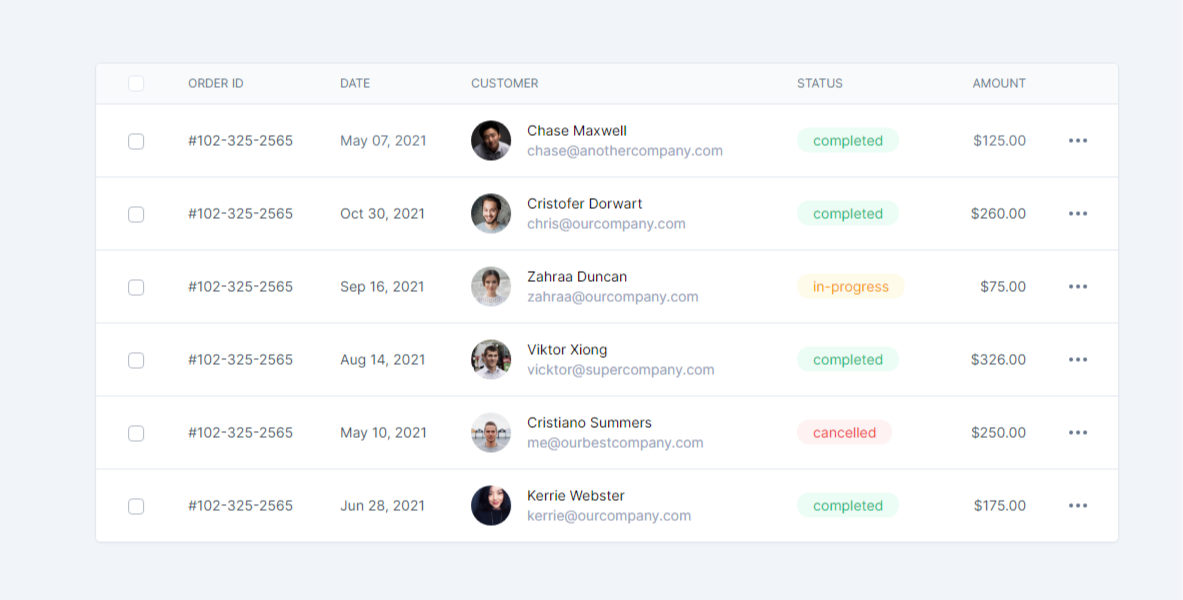 ORDER ID DATE CUSTOMER STATUS AMOUNT
#102-325-2565 May 07, 2021 Chase Maxwell completed $125.00
chase@anothercompany.com
#102-325-2565 Oct 30, 2021 Cristofer Dorwart completed $260.00
chris@ourcompany.com
#102-325-2565 Sep 16, 2021 Zahraa Duncan in-progress $75.00
zahraa@ourcompany.com
#102-325-2565 Aug 14, 2021 Viktor Xiong completed $326.00
vicktor@supercompany.com
#102-325-2565 May 10, 2021 Cristiano Summers cancelled $250.00
me@ourbestcompany.com
#102-325-2565 Jun 28, 2021 Kerrie Webster completed $175.00
kerrie@ourcompany.com